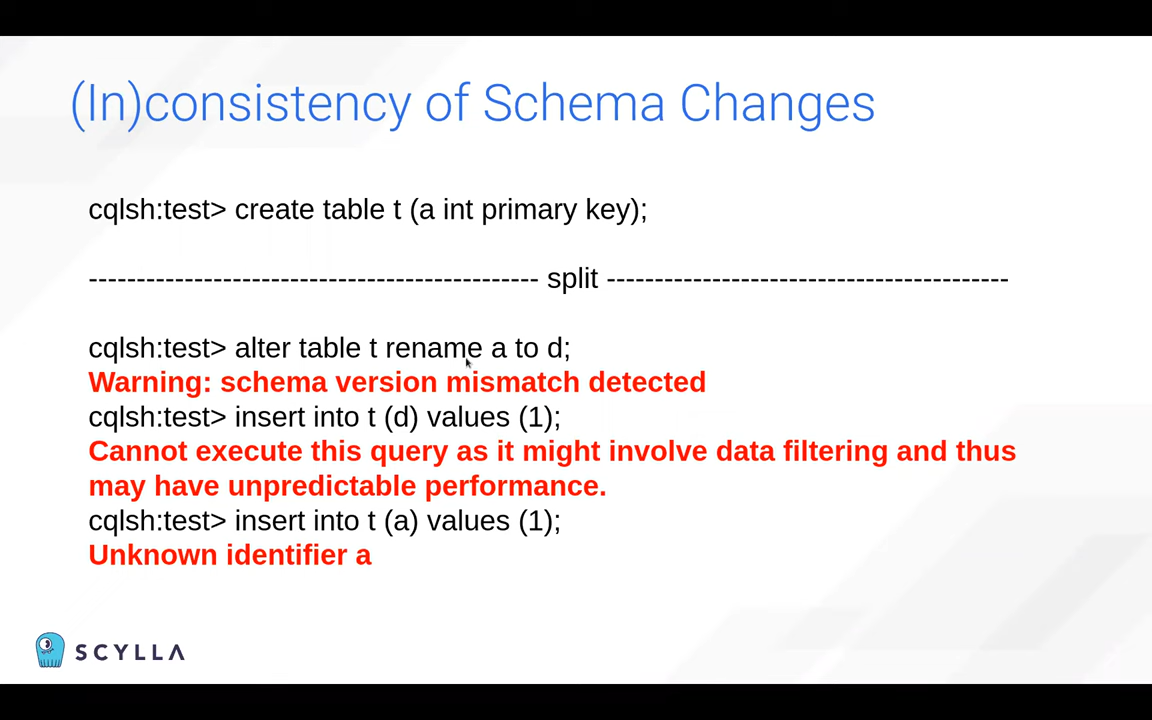 (In)consistency of Schema Changes
cqlsh:test> create table t (a int primary key);
--------------------------------------------- split -----------------------------------------
cqlsh:test> alter table t rename a to d;
Warning: schema version mismatch detected
cqlsh:test> insert into t (d) values (1);
Cannot execute this query as it might involve data filtering and thus
may have unpredictable performance.
cqlsh:test> insert into t (a) values (1);
Unknown identifier a
SCYLLA